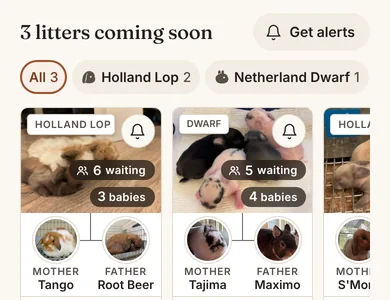 3 litters coming soon
Get alerts
All 3
Holland Lop 2
Netherland Dwarf 1
HOLLAND LOP
6 waiting
3 babies
MOTHER
Tango
FATHER
Root Beer
DWARF
5 waiting
4 babies
MOTHER
Tajima
FATHER
Maximo
HOLLA
MOTHER
S'Mor